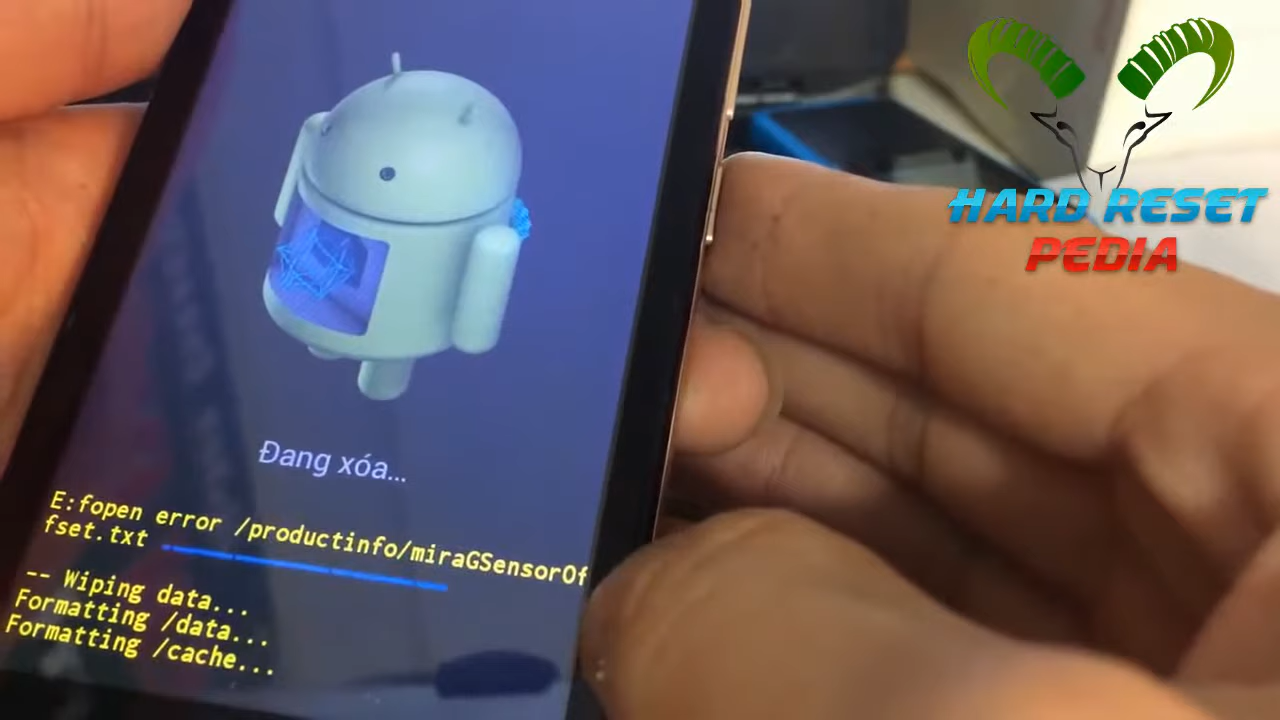 HARD RESET
PEDIA
Đang xóa...
E:fopen error /productinfo/miraGSensorOf
fset.txt
-- Wiping data...
Formatting /data...
Formatting /cache...